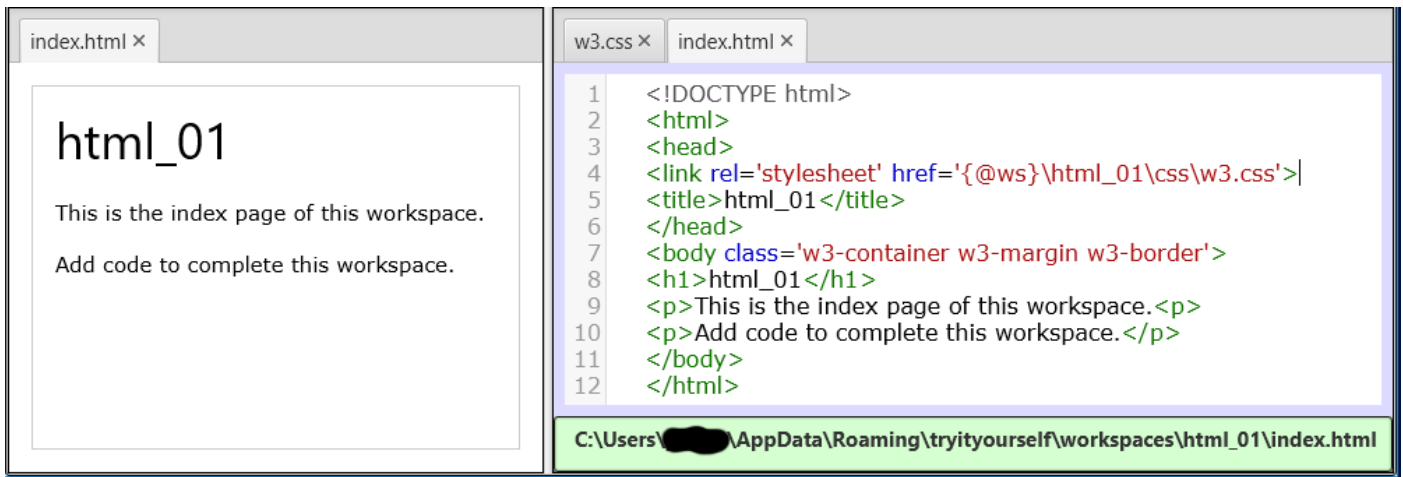 index.html ×
html_01
This is the index page of this workspace.
Add code to complete this workspace.
w3.css × index.html ×
1 <!DOCTYPE html>
2 <html>
3 <head>
4 <link rel='stylesheet' href='{@ws}\html_01\css\w3.css'>
5 <title>html_01</title>
6 </head>
7 <body class='w3-container w3-margin w3-border'>
8 <h1>html_01</h1>
9 <p>This is the index page of this workspace.<p>
10 <p>Add code to complete this workspace.</p>
11 </body>
12 </html>
C:\Users\ \AppData\Roaming\tryityourself\workspaces\html_01\index.html